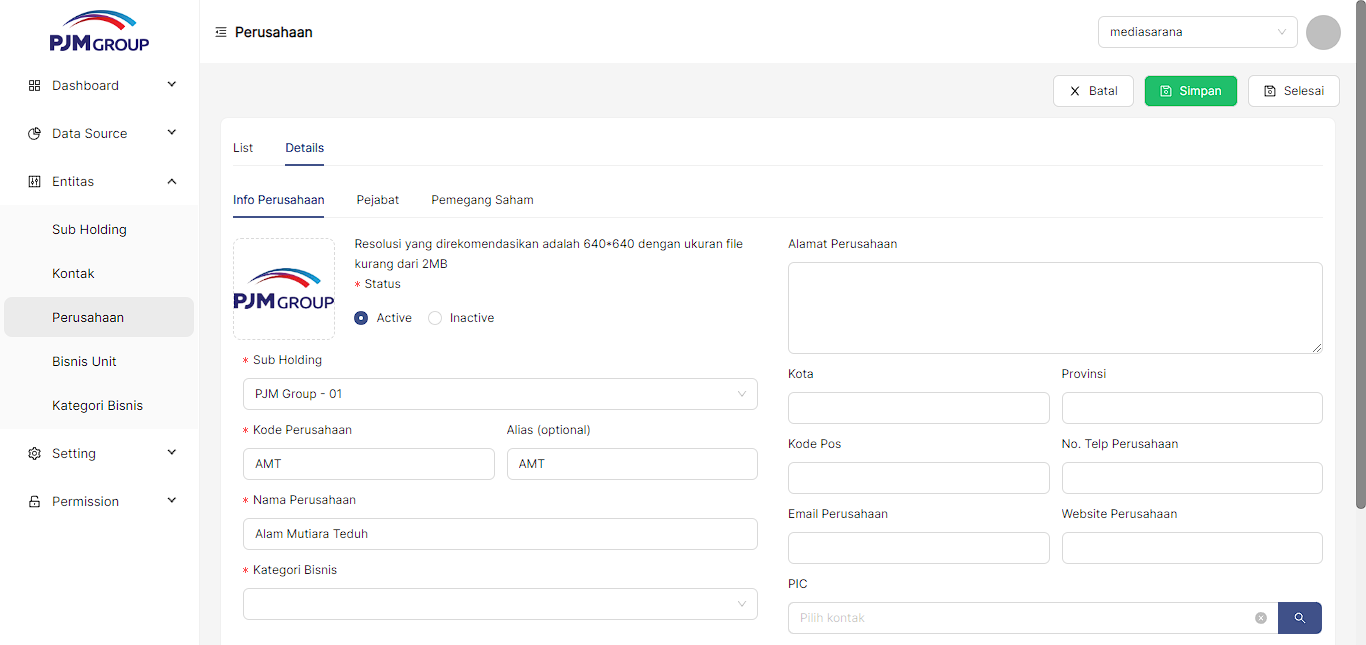 PJM GROUP
Perusahaan
mediasarana
Dashboard
Data Source
Entitas
Sub Holding
Kontak
Perusahaan
Bisnis Unit
Kategori Bisnis
Setting
Permission
Batal
Simpan
Selesai
List
Details
Info Perusahaan
Pejabat
Pemegang Saham
PJM GROUP
Resolusi yang direkomendasikan adalah 640*640 dengan ukuran file
kurang dari 2MB
* Status
Active
Inactive
* Sub Holding
PJM Group - 01
* Kode Perusahaan
Alias (optional)
AMT
AMT
* Nama Perusahaan
Alam Mutiara Teduh
* Kategori Bisnis
Alamat Perusahaan
Kota
Provinsi
Kode Pos
No. Telp Perusahaan
Email Perusahaan
Website Perusahaan
PIC
Pilih kontak